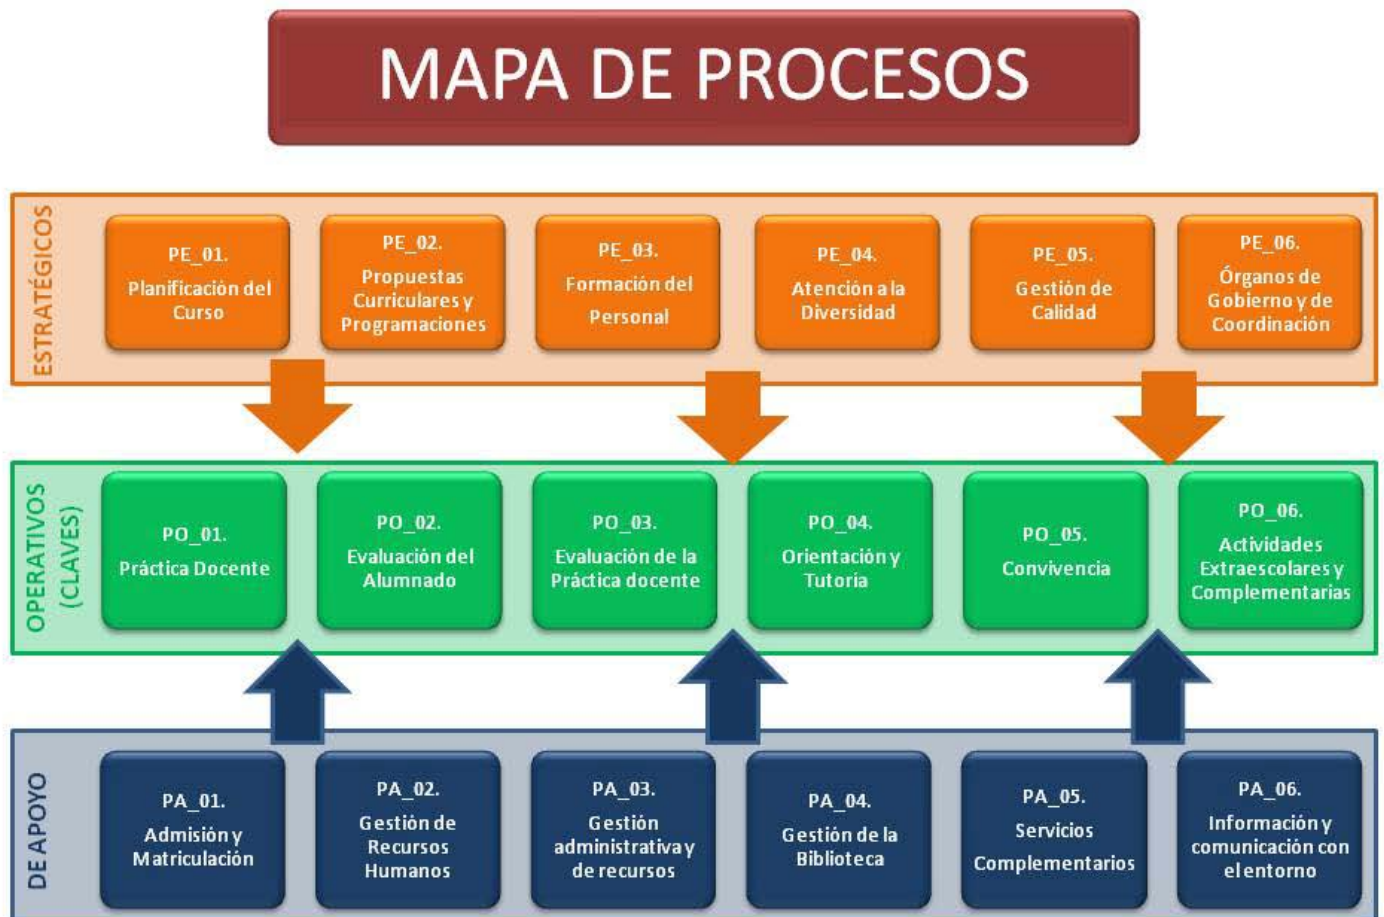 MAPA DE PROCESOS
ESTRATÉGICOS
PE_01.
Planificación del
Curso
PE_02.
Propuestas
Curriculares y
Programaciones
PE_03.
Formación del
Personal
PE_04.
Atención a la
Diversidad
PE_05.
Gestión de
Calidad
PE_06.
Órganos de
Gobierno y de
Coordinación
OPERATIVOS
(CLAVES)
PO_01.
Práctica Docente
PO_02.
Evaluación del
Alumnado
PO_03.
Evaluación de la
Práctica docente
PO_04.
Orientación y
Tutoría
PO_05.
Convivencia
PO_06.
Actividades
Extraescolares y
Complementarias
DE APOYO
PA_01.
Admisión y
Matriculación
PA_02.
Gestión de
Recursos
Humanos
PA_03.
Gestión
administrativa y
de recursos
PA_04.
Gestión de la
Biblioteca
PA_05.
Servicios
Complementarios
PA_06.
Información y
comunicación con
el entorno